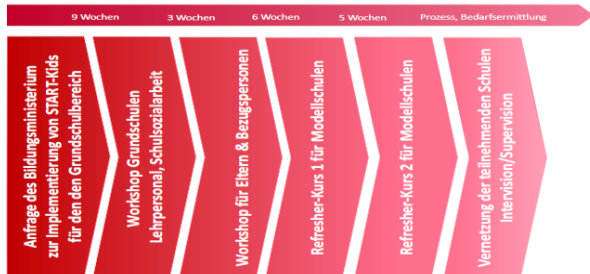 9 Wochen
3 Wochen
6 Wochen
5 Wochen
Prozess, Bedarfsermittlung
Anfrage des Bildungsministerium
zur Implementierung von START-Kids
für den den Grundschulbereich
Workshop Grundschulen
Lehrpersonal, Schulsozialarbeit
Workshop für Eltern & Bezugspersonen
Refresher-Kurs 1 für Modellschulen
Refresher-Kurs 2 für Modellschulen
Vernetzung der teilnehmenden Schulen
Intervision/Supervision